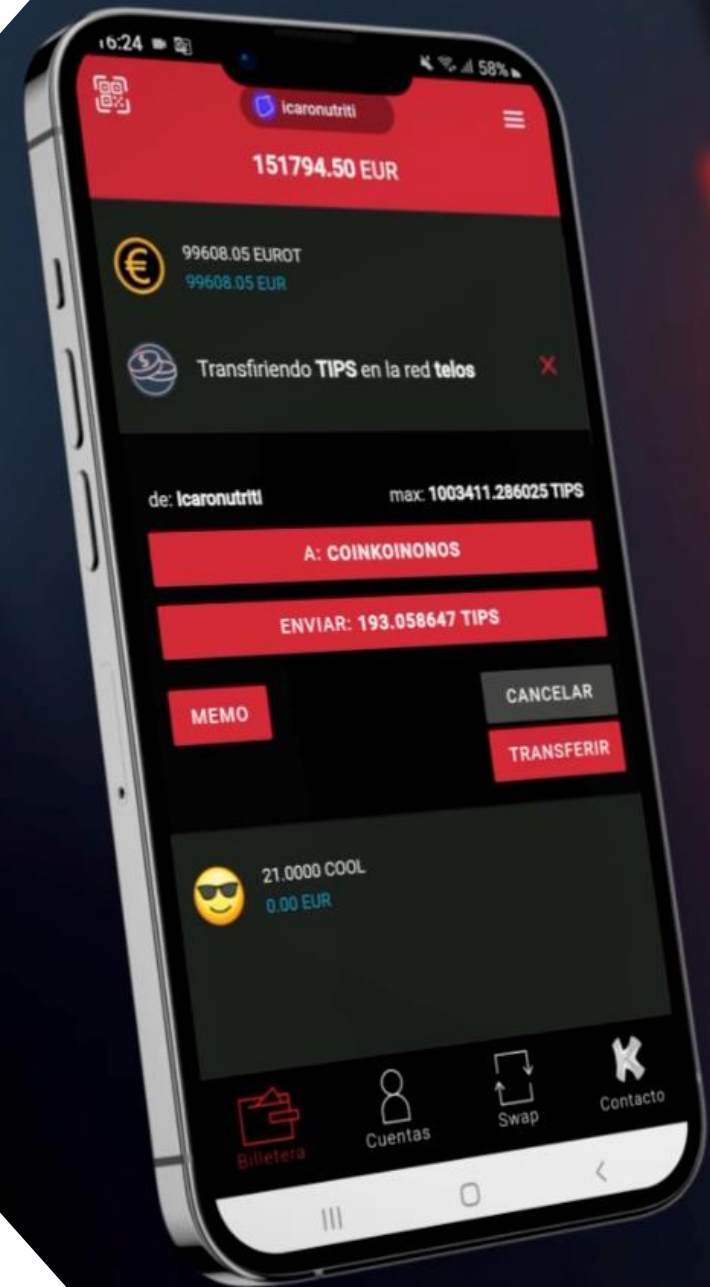 16:24
58%
icaronutriti
151794.50 EUR
99608.05 EUROT
99608.05 EUR
Transfiriendo TIPS en la red telos
de: icaronutriti max: 1003411.286025 TIPS
A: COINKOINONOS
ENVIAR: 193.058647 TIPS
MEMO
CANCELAR
TRANSFERIR
21.0000 COOL
0.00 EUR
Billetera Cuentas Swap Contacto